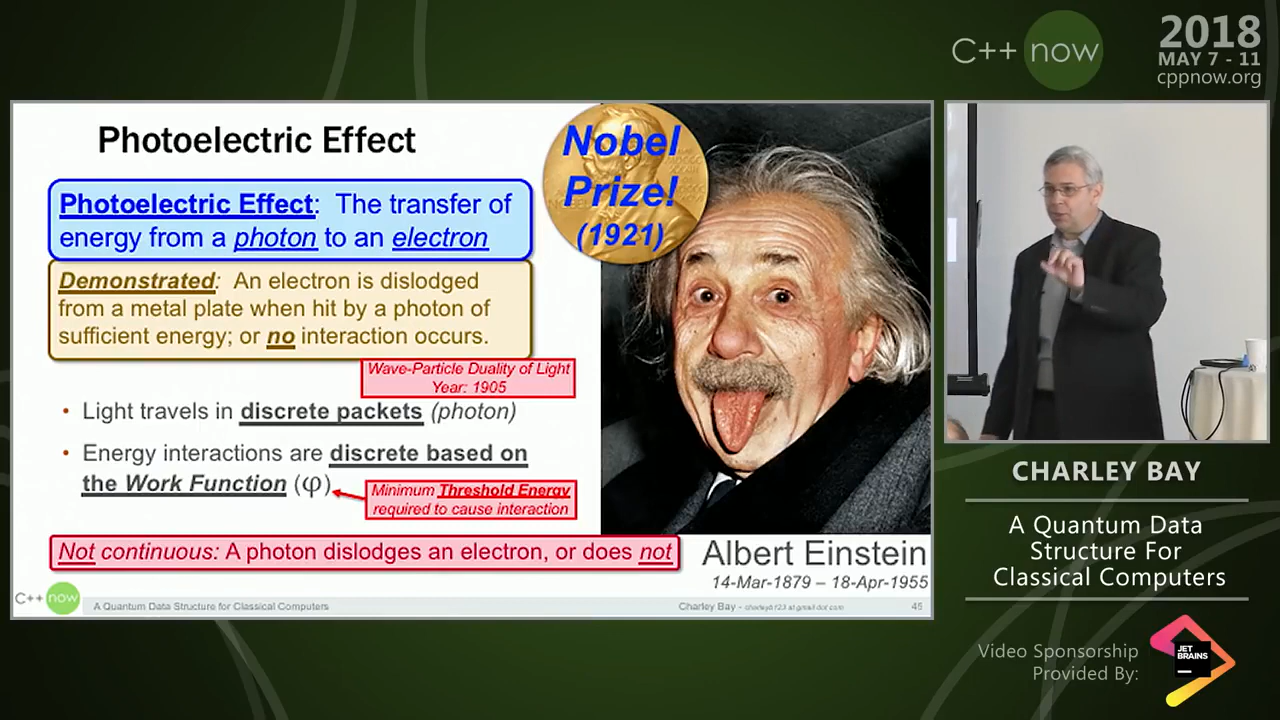 C++ now
2018
MAY 7 - 11
cppnow.org
Photoelectric Effect
Nobel
Prize!
(1921)
Photoelectric Effect: The transfer of
energy from a photon to an electron
Demonstrated: An electron is dislodged
from a metal plate when hit by a photon of
sufficient energy; or no interaction occurs.
Wave-Particle Duality of Light
Year: 1905
• Light travels in discrete packets (photon)
• Energy interactions are discrete based on
the Work Function (φ)
Minimum Threshold Energy
required to cause interaction
Not continuous: A photon dislodges an electron, or does not
Albert Einstein
14-Mar-1879 – 18-Apr-1955
C++ now
A Quantum Data Structure for Classical Computers
Charley Bay - charleyb123 at gmail dot com
CHARLEY BAY
A Quantum Data
Structure For
Classical Computers
Video Sponsorship
Provided By:
JET
BRAINS